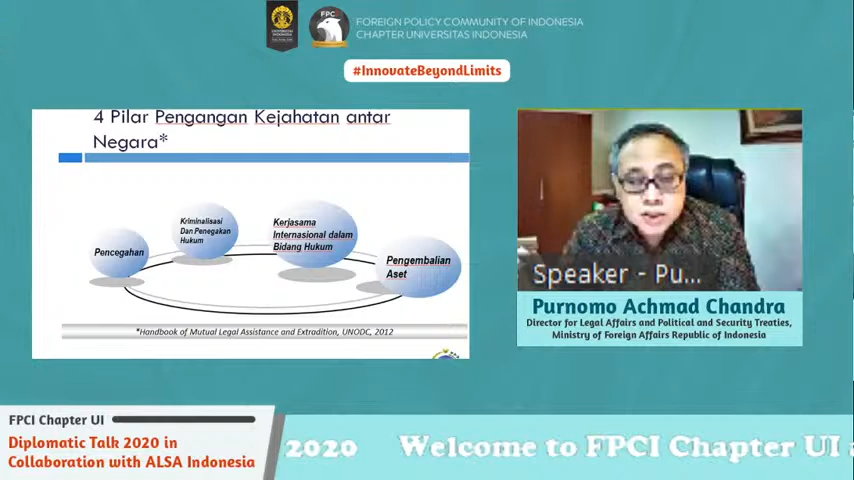 FPC
FOREIGN POLICY COMMUNITY OF INDONESIA
CHAPTER UNIVERSITAS INDONESIA
#InnovateBeyondLimits
4 Pilar Pengangan Kejahatan antar
Negara*
Pencegahan
Kriminalisasi
Dan Penegakan
Hukum
Kerjasama
Internasional dalam
Bidang Hukum
Pengembalian
Aset
*Handbook of Mutual Legal Assistance and Extradition, UNODC, 2012
Speaker - Pu...
Purnomo Achmad Chandra
Director for Legal Affairs and Political and Security Treaties,
Ministry of Foreign Affairs Republic of Indonesia
FPCI Chapter UI
Diplomatic Talk 2020 in
Collaboration with ALSA Indonesia
2020 Welcome to FPCI Chapter UI a